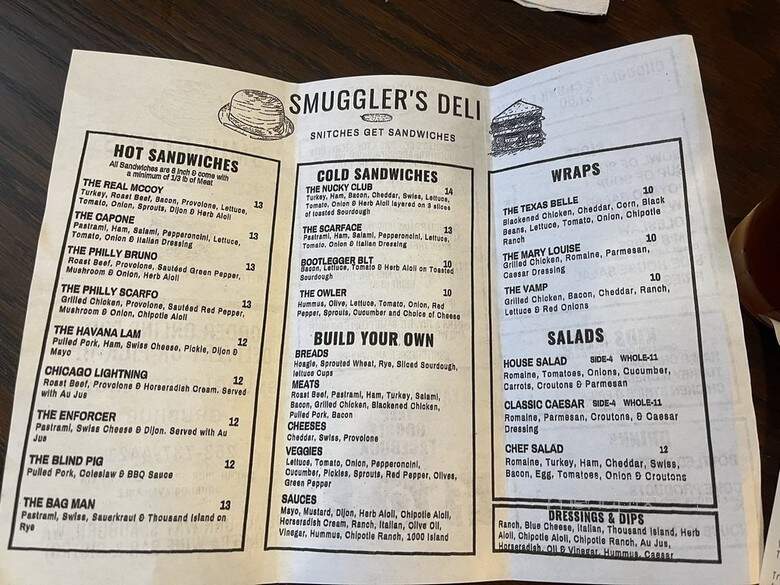 SMUGGLER'S DELI
SNITCHES GET SANDWICHES
HOT SANDWICHES
All Sandwiches are 8 inch & come with
a minimum of 1/3 lb of Meat
THE REAL MCCOY 13
Turkey, Roast Beef, Bacon, Provolone, Lettuce,
Tomato, Onion, Sprouts, Dijon & Herb Aioli
THE CAPONE 13
Pastrami, Ham, Salami, Pepperoncini, Lettuce,
Tomato, Onion & Italian Dressing
THE PHILLY BRUNO 13
Roast Beef, Provolone, Sautéed Green Pepper,
Mushroom & Onion, Herb Aioli
THE PHILLY SCARFO 13
Grilled Chicken, Provolone, Sautéed Red Pepper,
Mushroom & Onion, Chipotle Aioli
THE HAVANA LAM 12
Pulled Pork, Ham, Swiss Cheese, Pickle, Dijon &
Mayo
CHICAGO LIGHTNING 12
Roast Beef, Provolone & Horseradish Cream. Served
with Au Jus
THE ENFORCER 12
Pastrami, Swiss Cheese & Dijon. Served with Au
Jus
THE BLIND PIG 12
Pulled Pork, Coleslaw & BBQ Sauce
THE BAG MAN 13
Pastrami, Swiss, Sauerkraut & Thousand Island on
Rye
COLD SANDWICHES
THE NUCKY CLUB 14
Turkey, Ham, Bacon, Cheddar, Swiss, Lettuce,
Tomato, Onion & Herb Aioli layered on 3 slices
of toasted Sourdough
THE SCARFACE 13
Pastrami, Ham, Salami, Pepperoncini, Lettuce,
Tomato, Onion & Italian Dressing
BOOTLEGGER BLT 10
Bacon, Lettuce, Tomato & Herb Aioli on Toasted
Sourdough
THE OWLER 10
Hummus, Olive, Lettuce, Tomato, Onion, Red
Pepper, Sprouts, Cucumber and Choice of Cheese
BUILD YOUR OWN
BREADS
Hoagie, Sprouted Wheat, Rye, Sliced Sourdough,
lettuce Cups
MEATS
Roast Beef, Pastrami, Ham, Turkey, Salami,
Bacon, Grilled Chicken, Blackened Chicken,
Pulled Pork, Bacon
CHEESES
Cheddar, Swiss, Provolone
VEGGIES
Lettuce, Tomato, Onion, Pepperoncini,
Cucumber, Pickles, Sprouts, Red Pepper, Olives,
Green Pepper
SAUCES
Mayo, Mustard, Dijon, Herb Aioli, Chipotle Aioli,
Horseradish Cream, Ranch, Italian, Olive Oil,
Vinegar, Hummus, Chipotle Ranch, 1000 Island
WRAPS
THE TEXAS BELLE 10
Blackened Chicken, Cheddar, Corn, Black
Beans, Lettuce, Tomato, Onion, Chipotle
Ranch
THE MARY LOUISE 10
Grilled Chicken, Romaine, Parmesan,
Caesar Dressing
THE VAMP 10
Grilled Chicken, Bacon, Cheddar, Ranch,
Lettuce & Red Onions
SALADS
HOUSE SALAD SIDE-4 WHOLE-11
Romaine, Tomatoes, Onions, Cucumber,
Carrots, Croutons & Parmesan
CLASSIC CAESAR SIDE-4 WHOLE-11
Romaine, Parmesan, Croutons, & Caesar
Dressing
CHEF SALAD 12
Romaine, Turkey, Ham, Cheddar, Swiss,
Bacon, Egg, Tomatoes, Onion & Croutons
DRESSINGS & DIPS
Ranch, Blue Cheese, Italian, Thousand Island, Herb
Aioli, Chipotle Aioli, Chipotle Ranch, Au Jus,
Horseradish, Oil & Vinegar, Hummus, Caesar